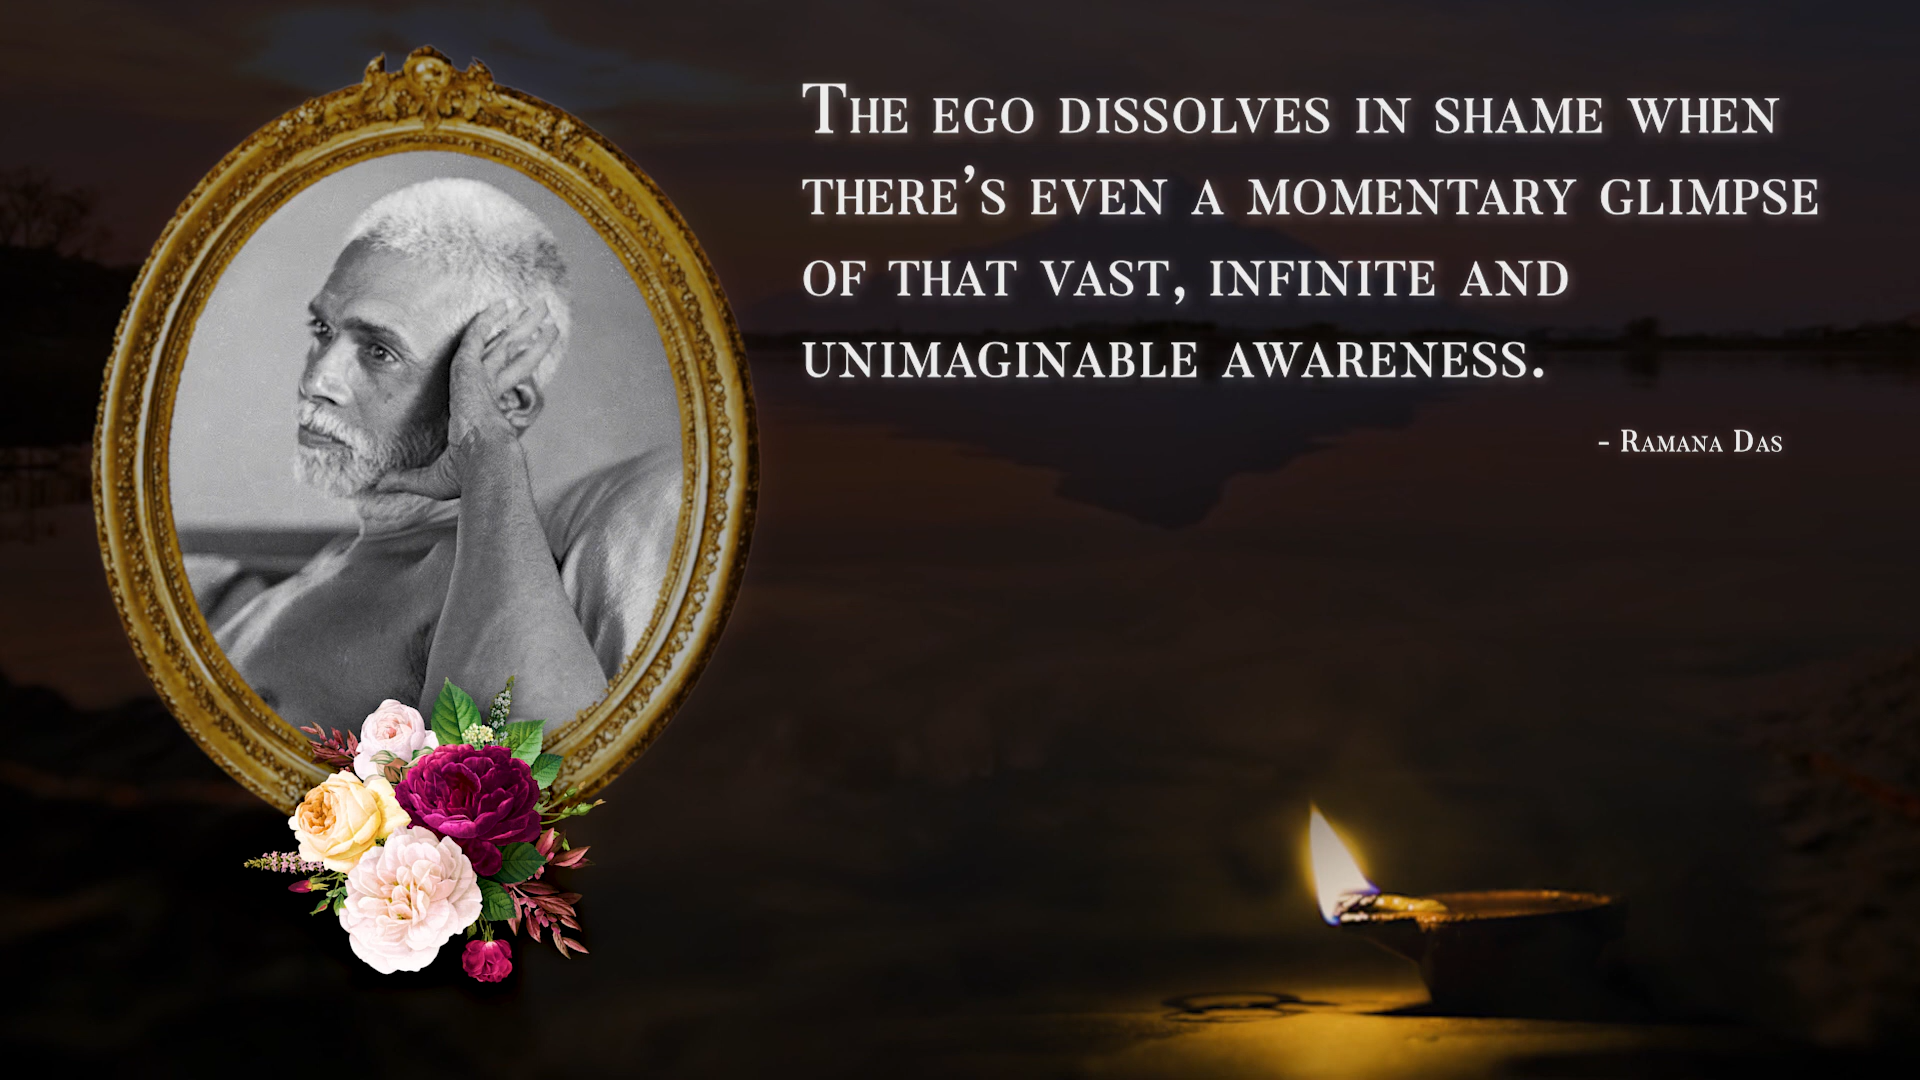 The ego dissolves in shame when
there’s even a momentary glimpse
of that vast, infinite and
unimaginable awareness.
- Ramana Das